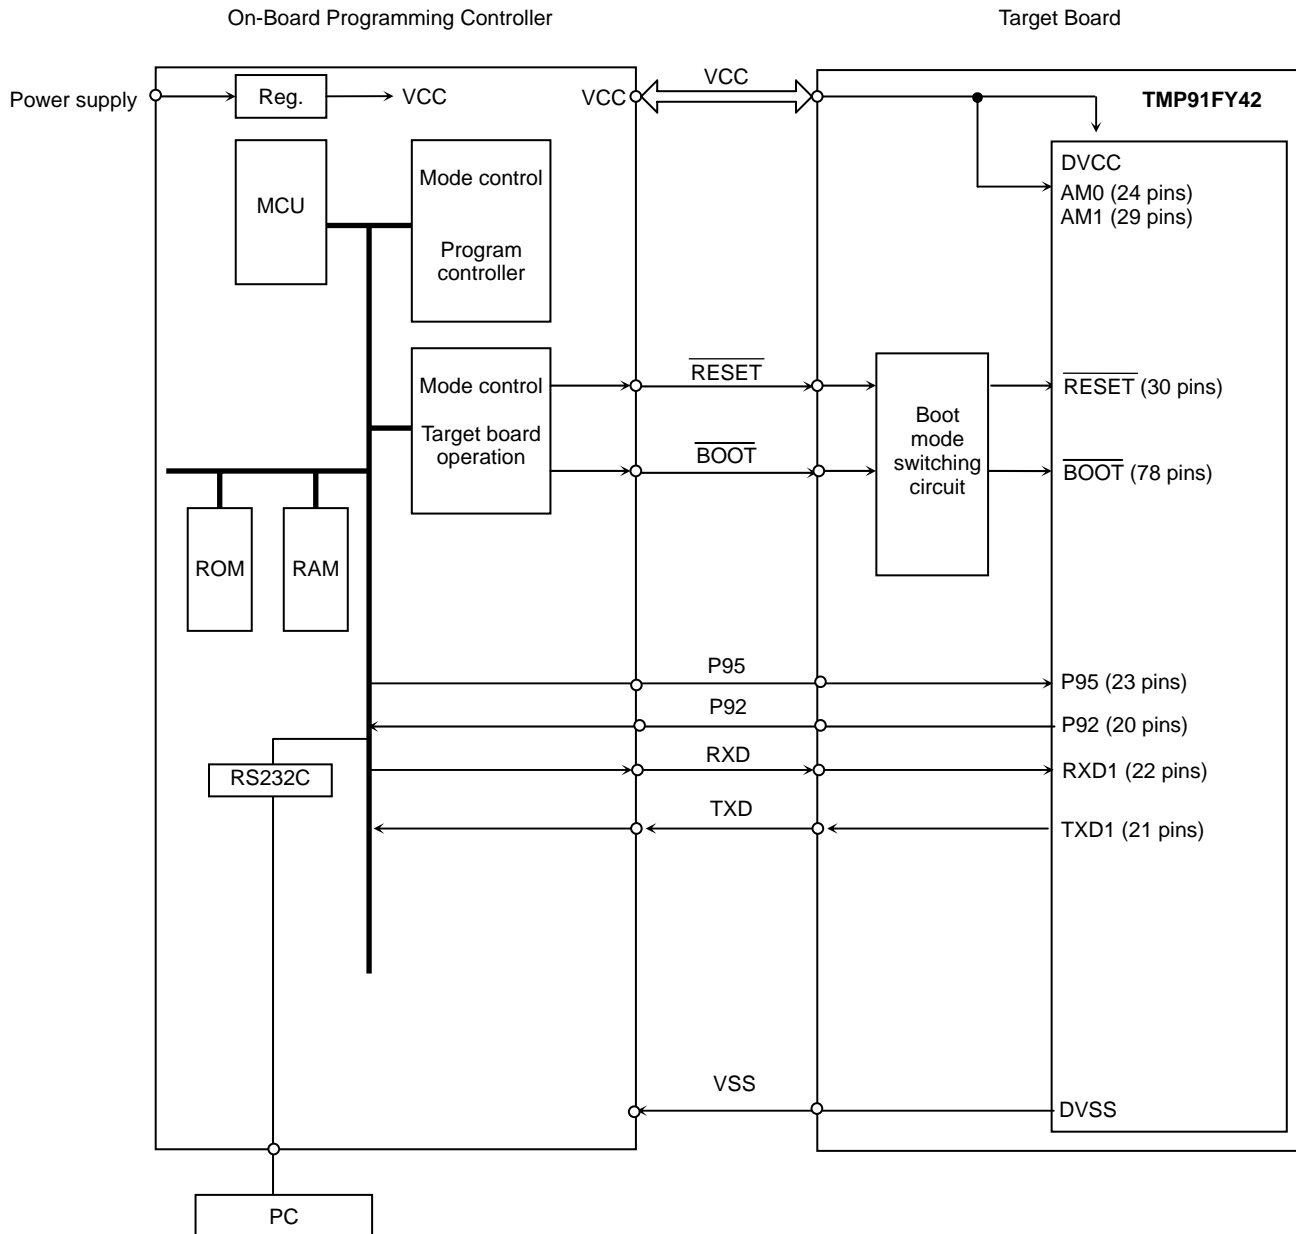 On-Board Programming Controller
Target Board
Power supply
Reg.
VCC
VCC
VCC
TMP91FY42
MCU
Mode control
Program
controller
DVCC
AM0 (24 pins)
AM1 (29 pins)
Mode control
Target board
operation
RESET
BOOT
Boot
mode
switching
circuit
RESET (30 pins)
BOOT (78 pins)
ROM
RAM
P95
P95 (23 pins)
P92
P92 (20 pins)
RS232C
RXD
RXD1 (22 pins)
TXD
TXD1 (21 pins)
VSS
DVSS
PC